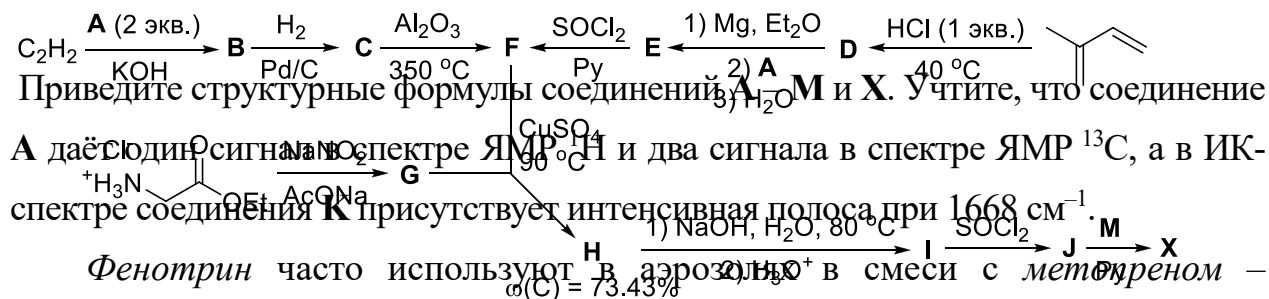 C₂H₂ A (2 экв.) KOH B H₂ Pd/C C Al₂O₃ 350 °C F SOCl₂ Py E 1) Mg, Et₂O 2) A 3) H₂O D HCl (1 экв.) 40 °C
Приведите структурные формулы соединений A – M и X. Учтите, что соединение
CuSO₄ 90 °C
A даёт один сигнал в спектре ЯМР ¹H и два сигнала в спектре ЯМР ¹³C, а в ИК-
Cl⁻ ⁺H₃N O OEt NaNO₂ AcONa G
спектре соединения K присутствует интенсивная полоса при 1668 см⁻¹.
H 1) NaOH, H₂O, 80 °C 2) H₃O⁺ I SOCl₂ J M Py X
Фенотрин часто используют в аэрозолях в смеси с метопреном –
ω(C) = 73.43%